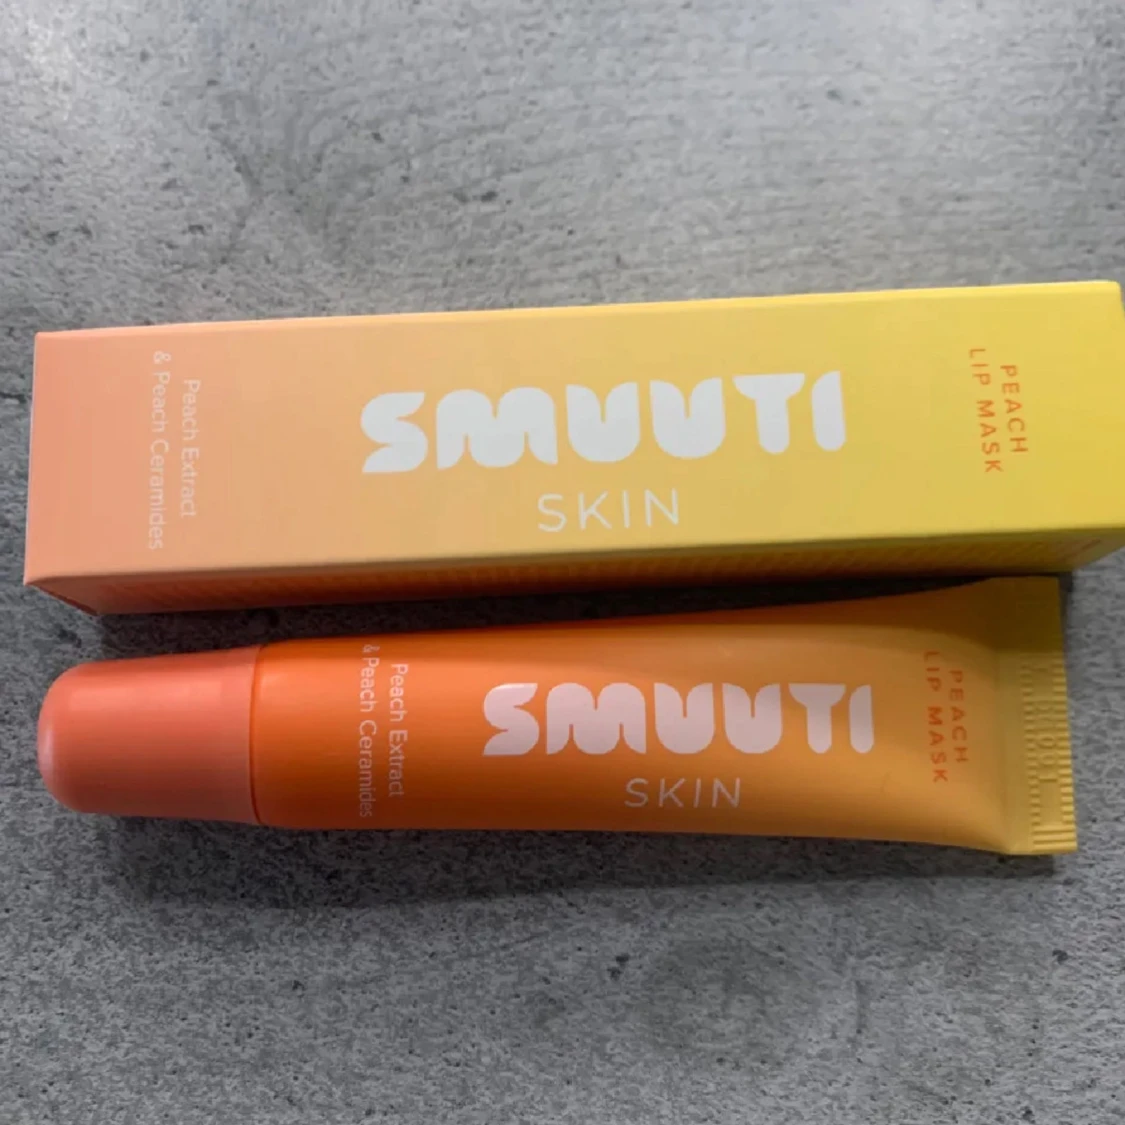 SMUUTI
SKIN
PEACH
LIP MASK
Peach Extract
& Peach Ceramides
SMUUTI
SKIN
PEACH
LIP MASK
Peach Extract
& Peach Ceramides